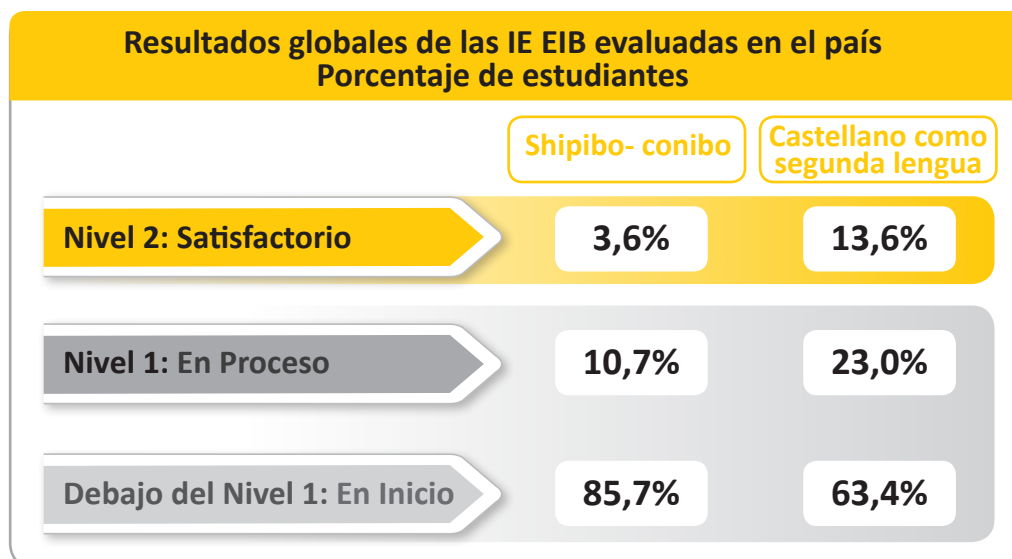 Resultados globales de las IE EIB evaluadas en el país
Porcentaje de estudiantes
Shipibo- conibo
Castellano como
segunda lengua
Nivel 2: Satisfactorio
3,6%
13,6%
Nivel 1: En Proceso
10,7%
23,0%
Debajo del Nivel 1: En Inicio
85,7%
63,4%